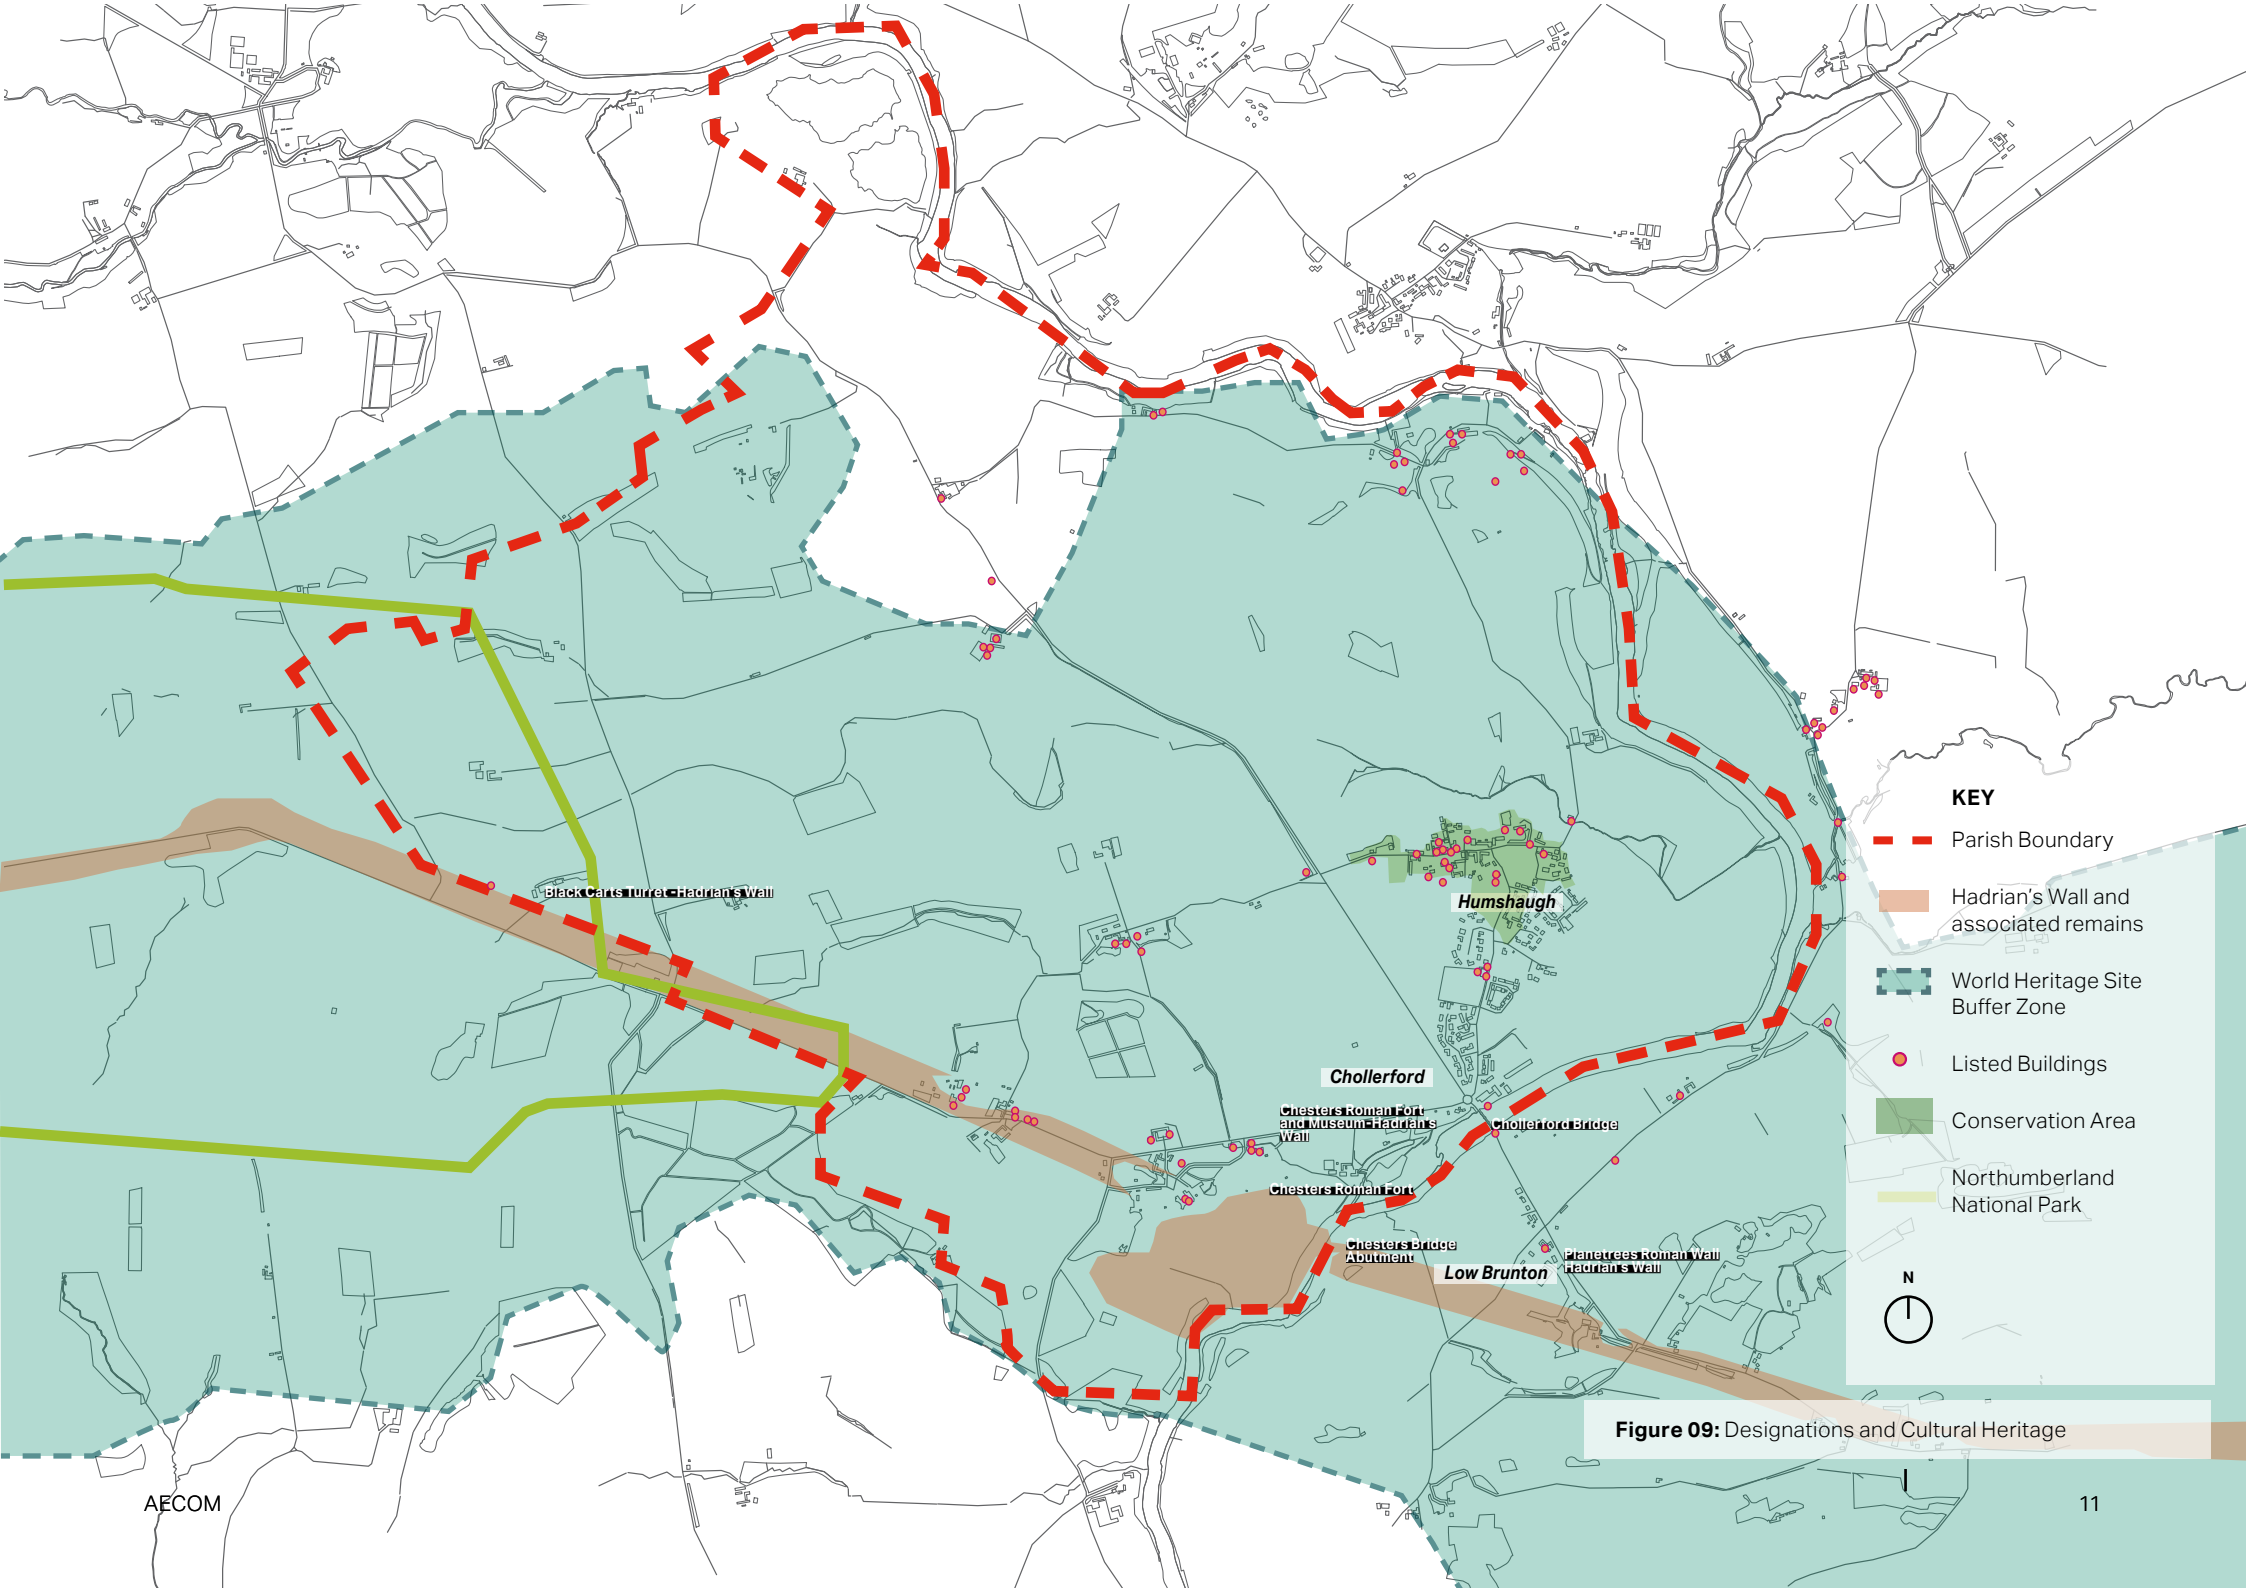 Black Carts Turret -Hadrian's Wall
Humshaugh
Chollerford
Chesters Roman Fort
and Museum-Hadrian's
Wall
Chollerford Bridge
Chesters Roman Fort
Chesters Bridge
Abutment
Low Brunton
Planetrees Roman Wall
Hadrian's Wall
KEY
Parish Boundary
Hadrian's Wall and
associated remains
World Heritage Site
Buffer Zone
Listed Buildings
Conservation Area
Northumberland
National Park
N
Figure 09: Designations and Cultural Heritage
AECOM
11